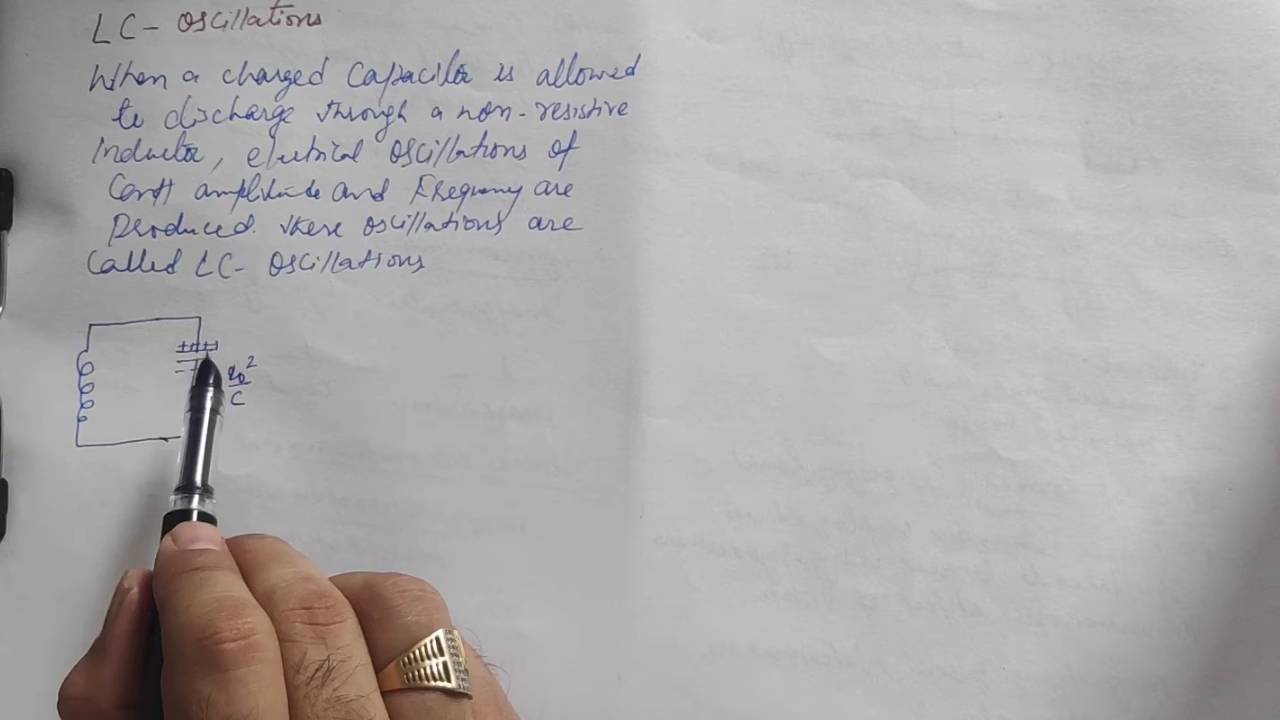 LC - Oscillations
When a charged Capacitor is allowed
to discharge through a non-resistive
Inductor, electrical oscillations of
Const amplitude and Frequency are
Produced. These oscillations are
Called LC- Oscillations
++++
q₀²
C